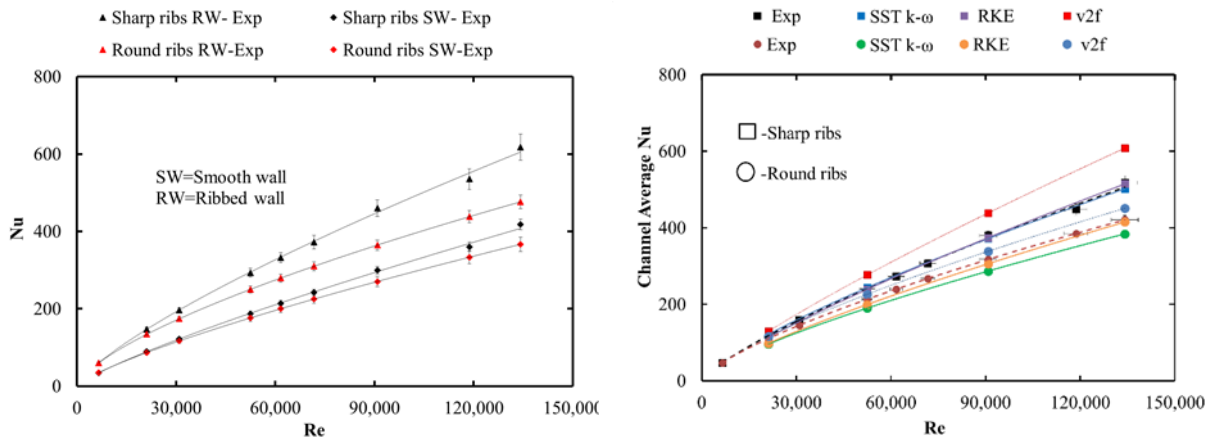 Sharp ribs RW- Exp
Sharp ribs SW- Exp
Round ribs RW-Exp
Round ribs SW-Exp
800
600
400
200
0
Nu
SW=Smooth wall
RW=Ribbed wall
0
30,000
60,000
90,000
120,000
150,000
Re
Exp
SST k-ω
RKE
v2f
Exp
SST k-ω
RKE
v2f
800
600
400
200
0
Channel Average Nu
-Sharp ribs
-Round ribs
0
30,000
60,000
90,000
120,000
150,000
Re